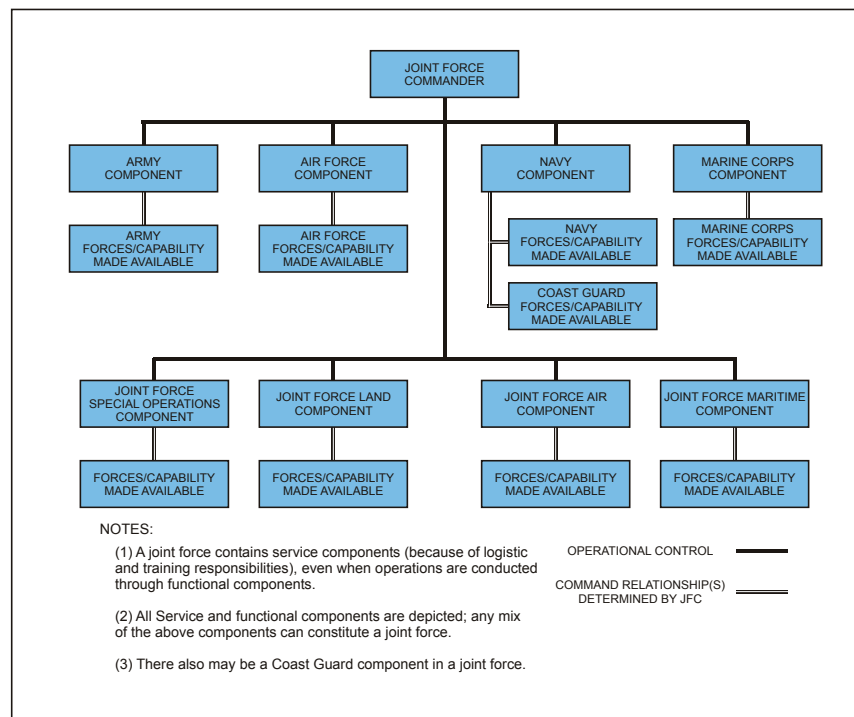 JOINT FORCE
COMMANDER
ARMY
COMPONENT
AIR FORCE
COMPONENT
NAVY
COMPONENT
MARINE CORPS
COMPONENT
ARMY
FORCES/CAPABILITY
MADE AVAILABLE
AIR FORCE
FORCES/CAPABILITY
MADE AVAILABLE
NAVY
FORCES/CAPABILITY
MADE AVAILABLE
MARINE CORPS
FORCES/CAPABILITY
MADE AVAILABLE
COAST GUARD
FORCES/CAPABILITY
MADE AVAILABLE
JOINT FORCE
SPECIAL OPERATIONS
COMPONENT
JOINT FORCE LAND
COMPONENT
JOINT FORCE AIR
COMPONENT
JOINT FORCE MARITIME
COMPONENT
FORCES/CAPABILITY
MADE AVAILABLE
FORCES/CAPABILITY
MADE AVAILABLE
FORCES/CAPABILITY
MADE AVAILABLE
FORCES/CAPABILITY
MADE AVAILABLE
NOTES:
(1) A joint force contains service components (because of logistic
and training responsibilities), even when operations are conducted
through functional components.
(2) All Service and functional components are depicted; any mix
of the above components can constitute a joint force.
(3) There also may be a Coast Guard component in a joint force.
OPERATIONAL CONTROL
COMMAND RELATIONSHIP(S)
DETERMINED BY JFC